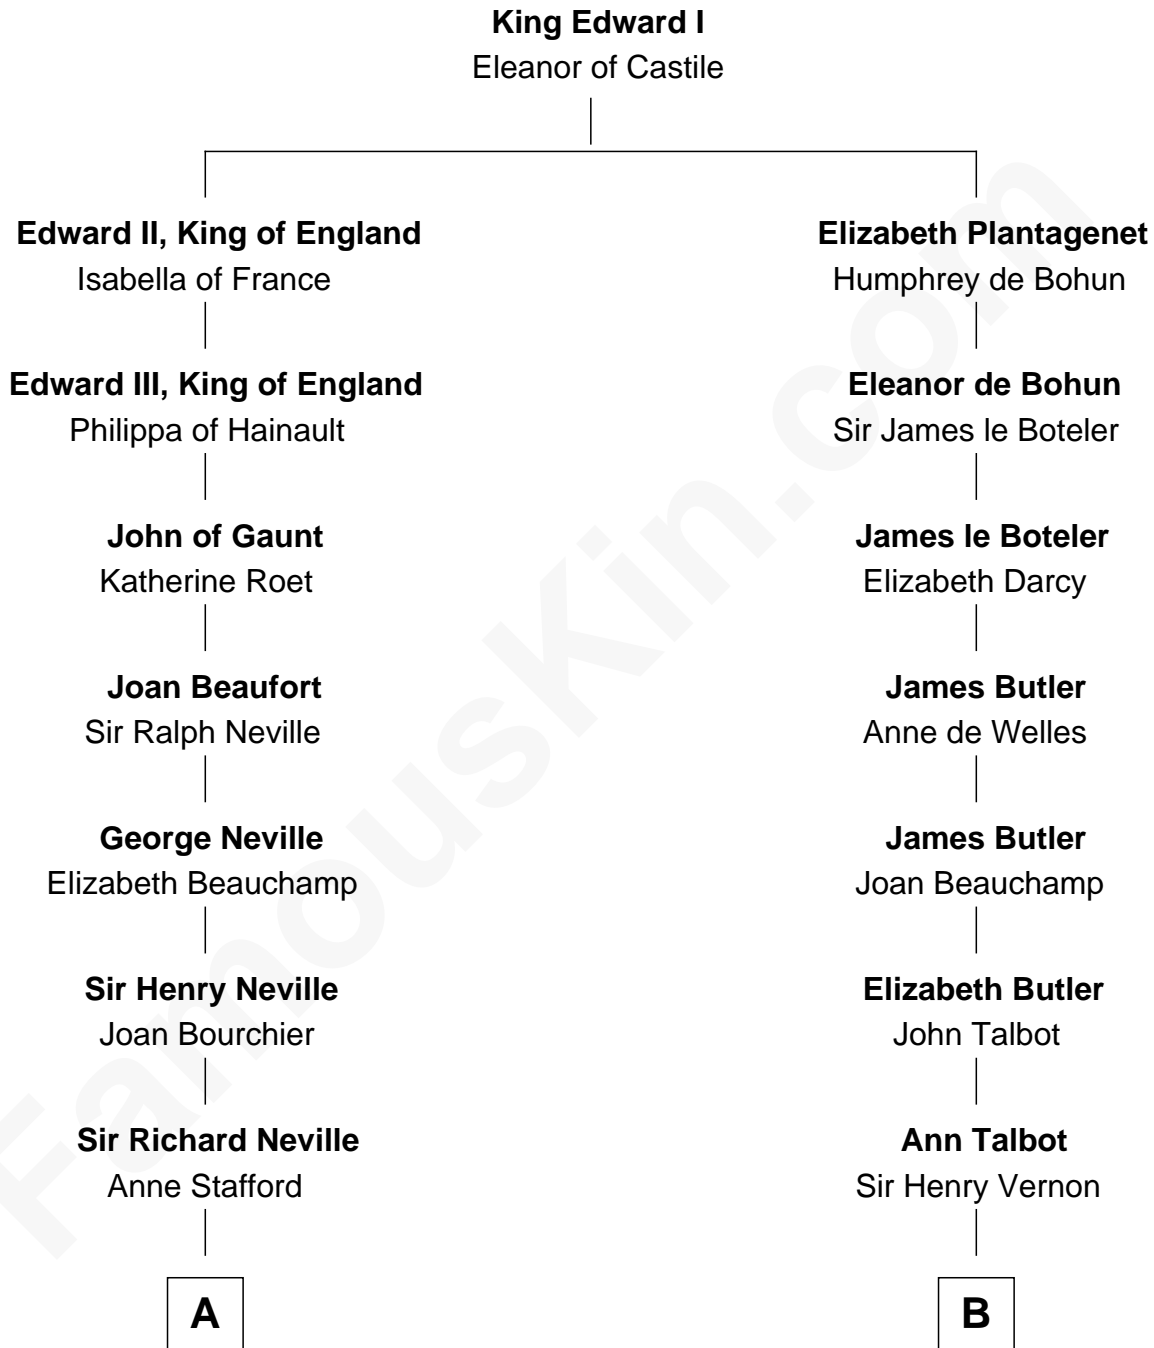 King Edward I
Eleanor of Castile
Edward II, King of England
Isabella of France
Edward III, King of England
Philippa of Hainault
John of Gaunt
Katherine Roet
Joan Beaufort
Sir Ralph Neville
George Neville
Elizabeth Beauchamp
Sir Henry Neville
Joan Bourchier
Sir Richard Neville
Anne Stafford
A
Elizabeth Plantagenet
Humphrey de Bohun
Eleanor de Bohun
Sir James le Boteler
James le Boteler
Elizabeth Darcy
James Butler
Anne de Welles
James Butler
Joan Beauchamp
Elizabeth Butler
John Talbot
Ann Talbot
Sir Henry Vernon
B
FamousKin.com